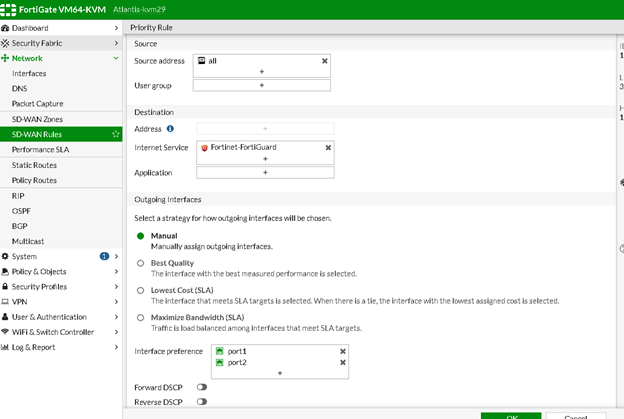 FortiGate VM64-KVM Atlantis-kvm29
Dashboard
Security Fabric
Network
Interfaces
DNS
Packet Capture
SD-WAN Zones
SD-WAN Rules
Performance SLA
Static Routes
Policy Routes
RIP
OSPF
BGP
Multicast
System 1
Policy & Objects
Security Profiles
VPN
User & Authentication
WiFi & Switch Controller
Log & Report
Priority Rule
Source
Source address all
+
User group +
Destination
Address +
Internet Service Fortinet-FortiGuard
+
Application +
Outgoing Interfaces
Select a strategy for how outgoing interfaces will be chosen.
Manual
Manually assign outgoing interfaces.
Best Quality
The interface with the best measured performance is selected.
Lowest Cost (SLA)
The interface that meets SLA targets is selected. When there is a tie, the interface with the lowest assigned cost is selected.
Maximize Bandwidth (SLA)
Traffic is load balanced among interfaces that meet SLA targets.
Interface preference port1
port2
+
Forward DSCP
Reverse DSCP
OK Cancel